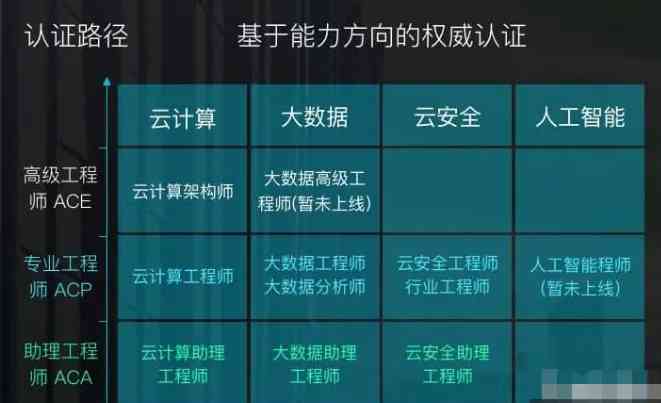 认证路径 基于能力方向的权威认证
云计算 大数据 云安全 人工智能
高级工程
师 ACE
云计算架构师
大数据高级工
程师(暂未上线)
专业工程
师 ACP
云计算工程师
大数据工程师
大数据分析师
云安全工程师
行业工程师
人工智能程师
(暂未上线)
助理工程
师 ACA
云计算助理
工程师
大数据助理
工程师
云安全助理
工程师